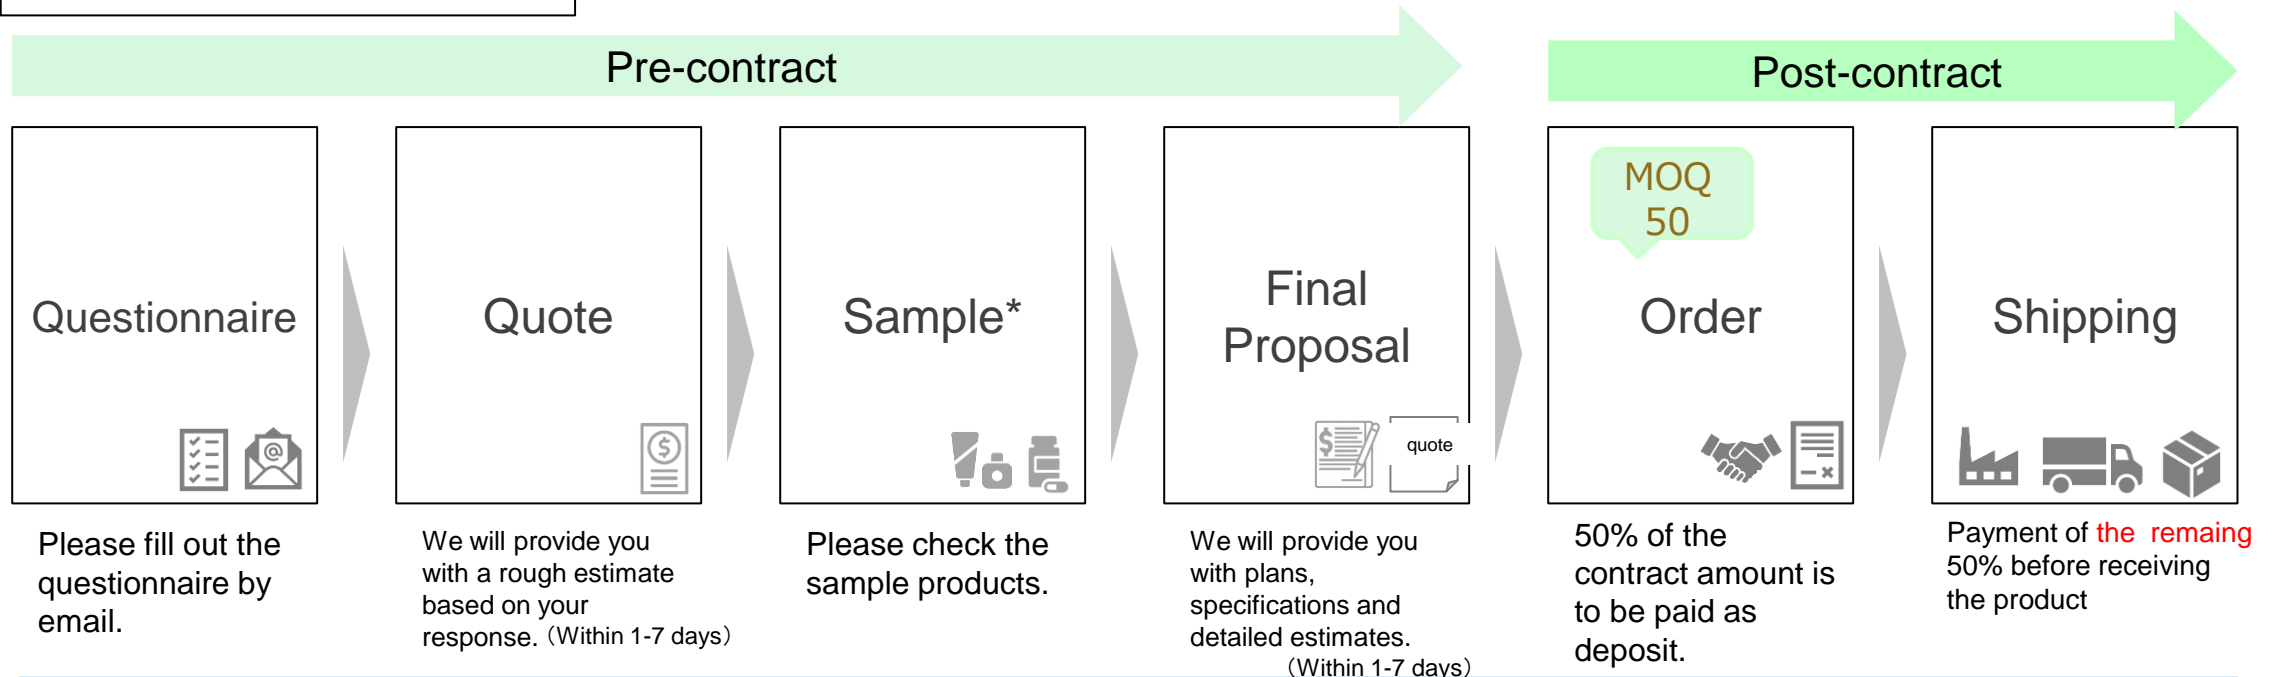 Pre-contract
Post-contract
Questionnaire
Quote
Sample*
Final
Proposal
quote
MOQ
50
Order
Shipping
Please fill out the
questionnaire by
email.
We will provide you
with a rough estimate
based on your
response.（Within 1-7 days）
Please check the
sample products.
We will provide you
with plans,
specifications and
detailed estimates.
（Within 1-7 days）
50% of the
contract amount is
to be paid as
deposit.
Payment of the remaing
50% before receiving
the product